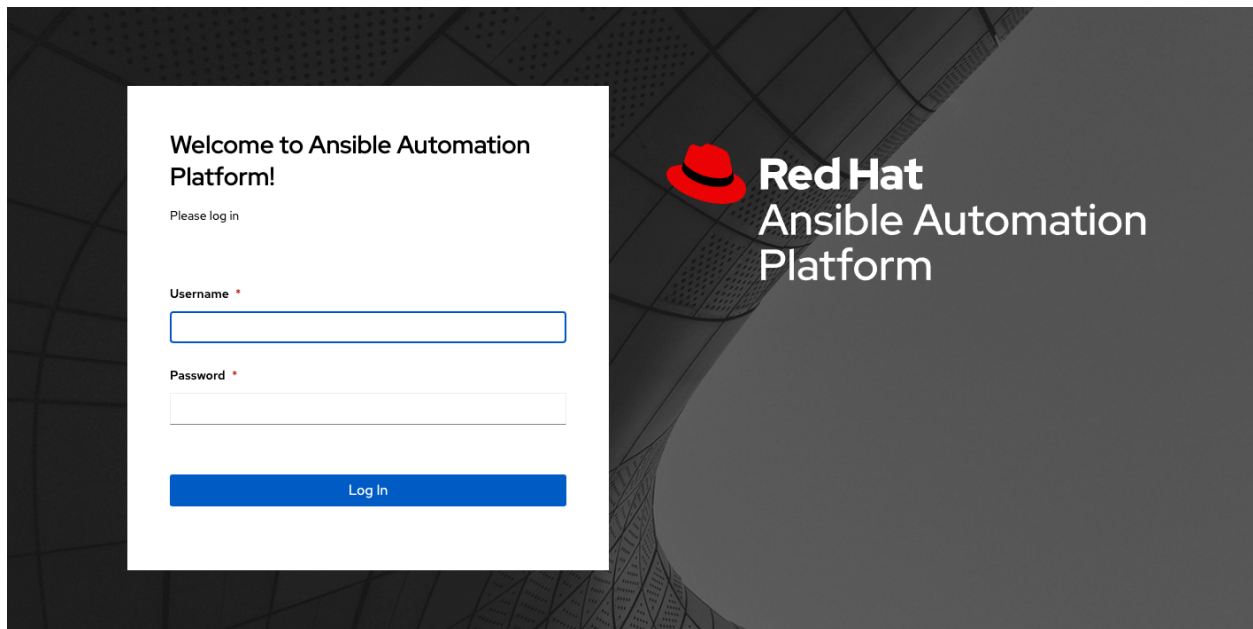 Welcome to Ansible Automation
Platform!
Please log in
Username *
Password *
Log In
Red Hat
Ansible Automation
Platform